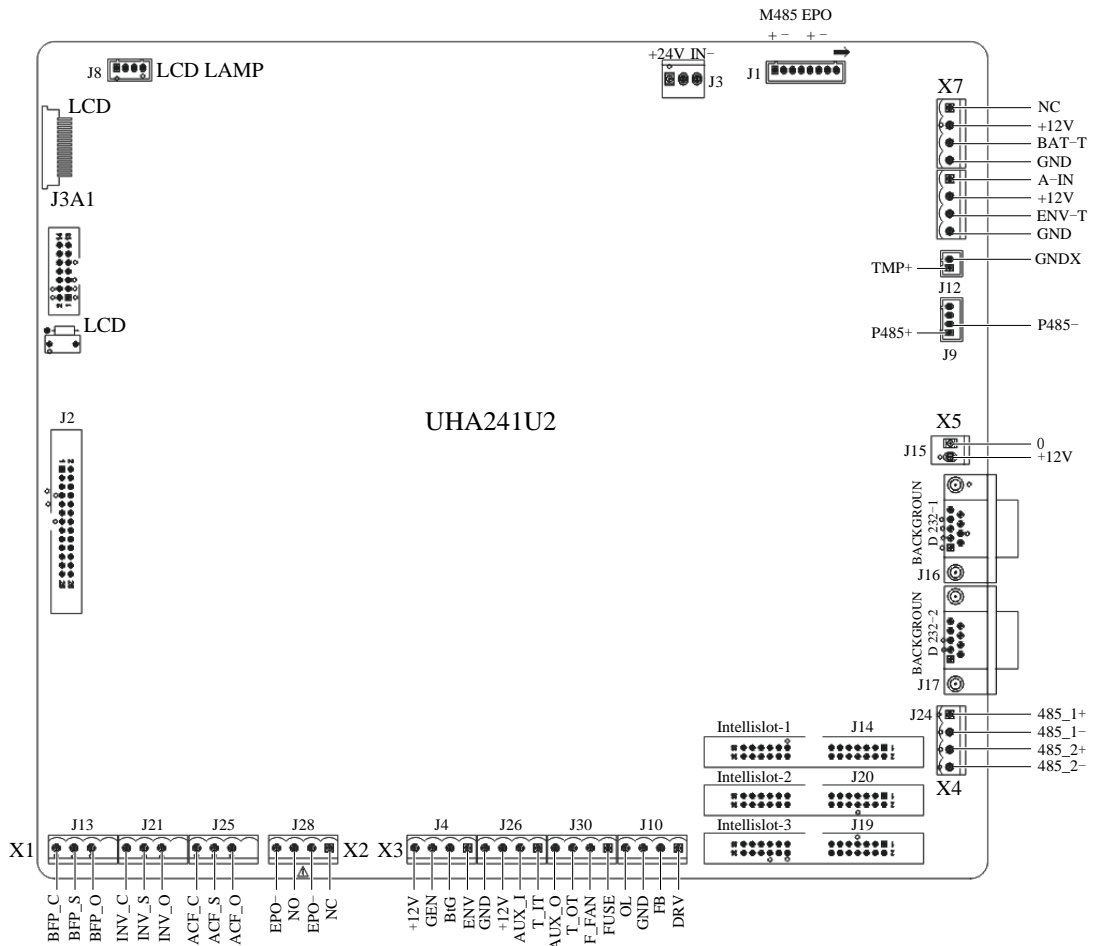 M485 EPO
+ − + −
J8
LCD LAMP
+24V IN−
J3
J1
X7
LCD
J3A1
NC
+12V
BAT−T
GND
A−IN
+12V
ENV−T
GND
TMP+
GNDX
J12
LCD
P485+
P485−
J9
J2
UHA241U2
X5
J15
0
+12V
BACKGROUN
D 232−1
J16
BACKGROUN
D 232−2
J17
J24
485_1+
485_1−
485_2+
485_2−
X4
Intellislot-1
J14
Intellislot-2
J20
Intellislot-3
J19
X1
J13
J21
J25
J28
X2
X3
J4
J26
J30
J10
BFP_C
BFP_S
BFP_O
INV_C
INV_S
INV_O
ACF_C
ACF_S
ACF_O
EPO-
NO
EPO-
NC
+12V
GEN
BtG
ENV
GND
+12V
AUX_I
T_IT
AUX_O
T_OT
F_FAN
FUSE
OL
GND
FB
DRV